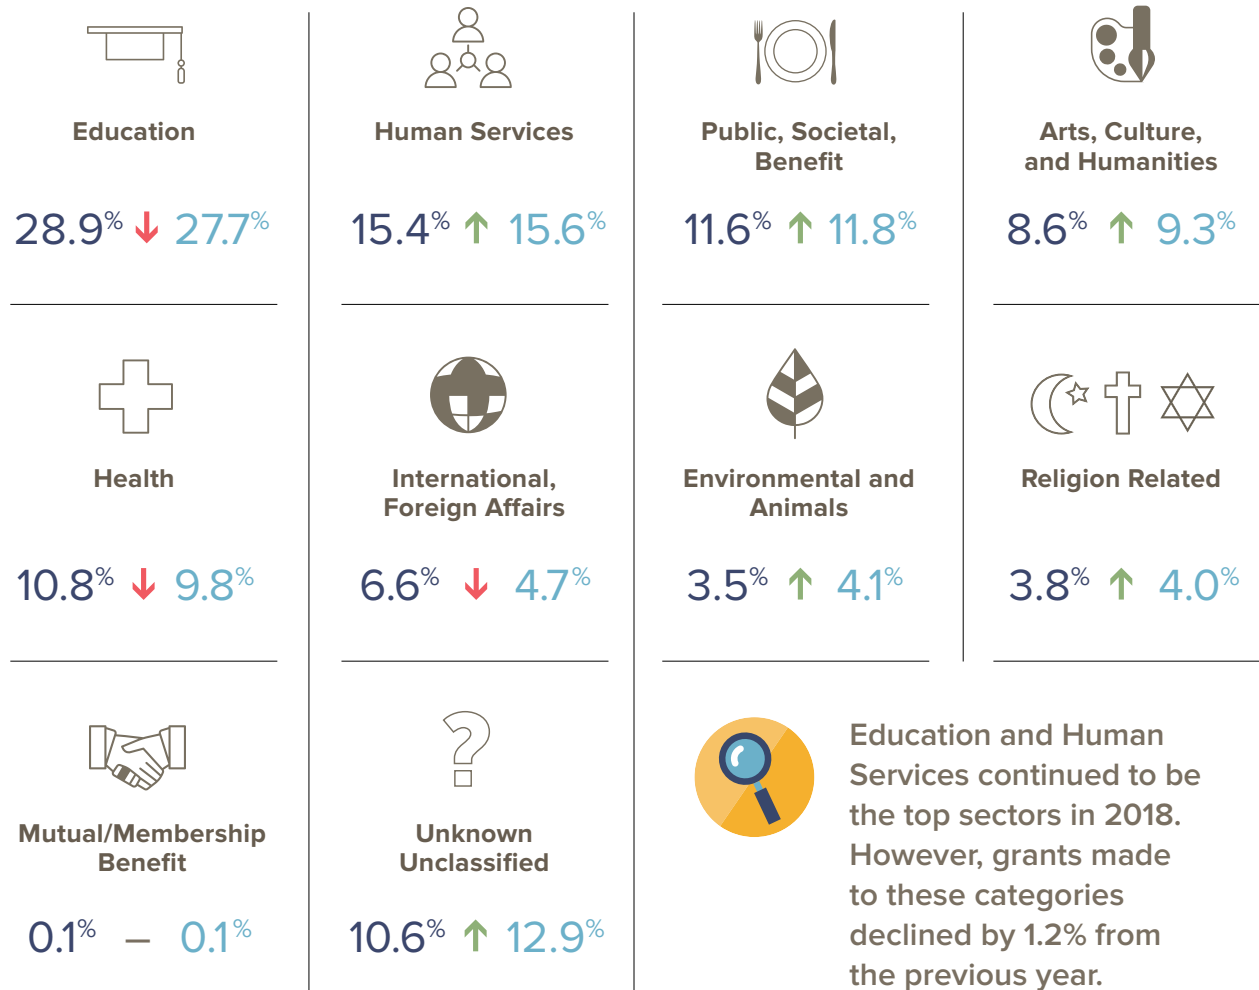 Education
28.9% ↓ 27.7%
Human Services
15.4% ↑ 15.6%
Public, Societal,
Benefit
11.6% ↑ 11.8%
Arts, Culture,
and Humanities
8.6% ↑ 9.3%
Health
10.8% ↓ 9.8%
International,
Foreign Affairs
6.6% ↓ 4.7%
Environmental and
Animals
3.5% ↑ 4.1%
Religion Related
3.8% ↑ 4.0%
Mutual/Membership
Benefit
0.1% – 0.1%
Unknown
Unclassified
10.6% ↑ 12.9%
Education and Human
Services continued to be
the top sectors in 2018.
However, grants made
to these categories
declined by 1.2% from
the previous year.